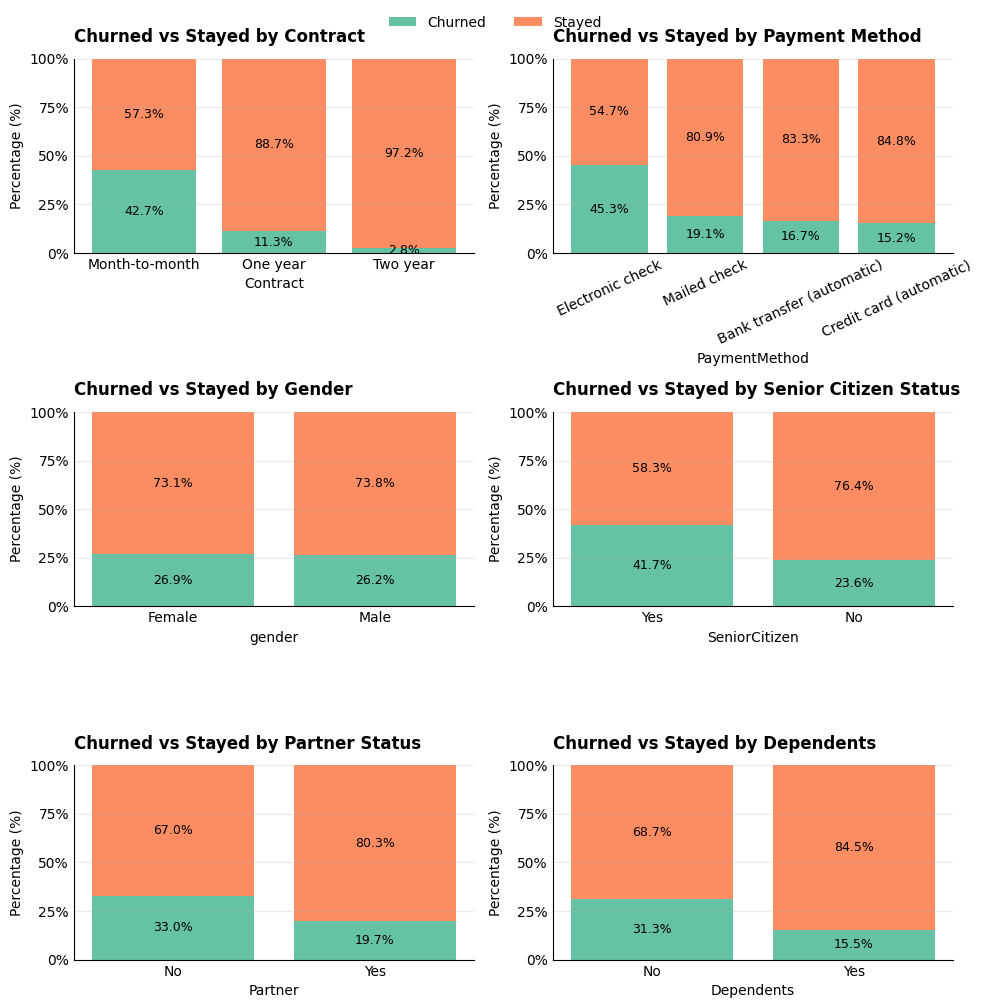 Churned Stayed
Churned vs Stayed by Contract
Percentage (%)
100%
75%
50%
25%
0%
57.3%
42.7%
88.7%
11.3%
97.2%
2.8%
Month-to-month One year Two year
Contract
Churned vs Stayed by Payment Method
Percentage (%)
100%
75%
50%
25%
0%
54.7%
45.3%
80.9%
19.1%
83.3%
16.7%
84.8%
15.2%
Electronic check
Mailed check
Bank transfer (automatic)
Credit card (automatic)
PaymentMethod
Churned vs Stayed by Gender
Percentage (%)
100%
75%
50%
25%
0%
73.1%
26.9%
73.8%
26.2%
Female Male
gender
Churned vs Stayed by Senior Citizen Status
Percentage (%)
100%
75%
50%
25%
0%
58.3%
41.7%
76.4%
23.6%
Yes No
SeniorCitizen
Churned vs Stayed by Partner Status
Percentage (%)
100%
75%
50%
25%
0%
67.0%
33.0%
80.3%
19.7%
No Yes
Partner
Churned vs Stayed by Dependents
Percentage (%)
100%
75%
50%
25%
0%
68.7%
31.3%
84.5%
15.5%
No Yes
Dependents